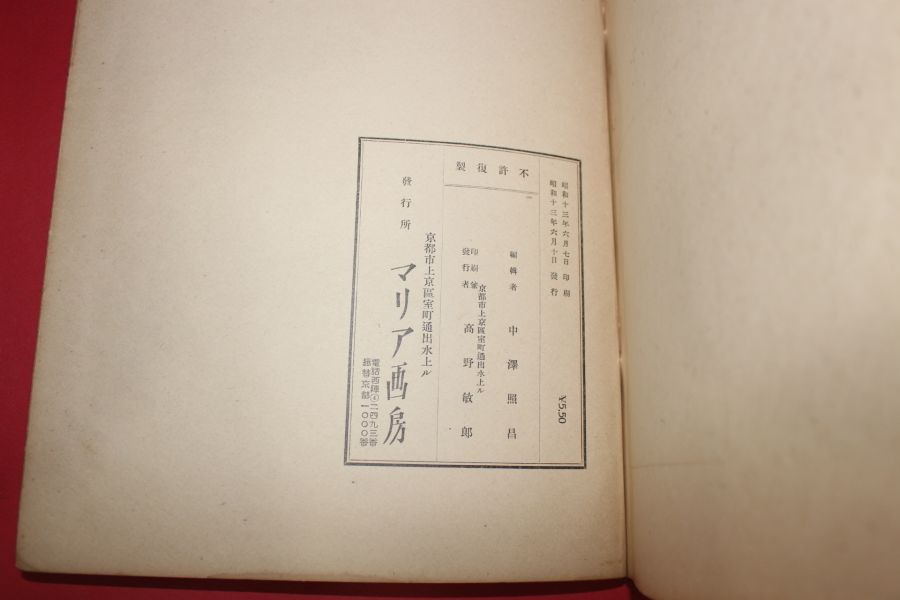 昭和十三年六月七日 印刷
昭和十三年六月十日 發行
¥5.50
不許復製
編輯者 中澤照昌
京都市上京區室町通出水上ル
印刷兼
發行者 高野敏郎
京都市上京區室町通出水上ル
發行所 マリア画房
電話西陣④二四九三番
振替京都一〇〇〇番